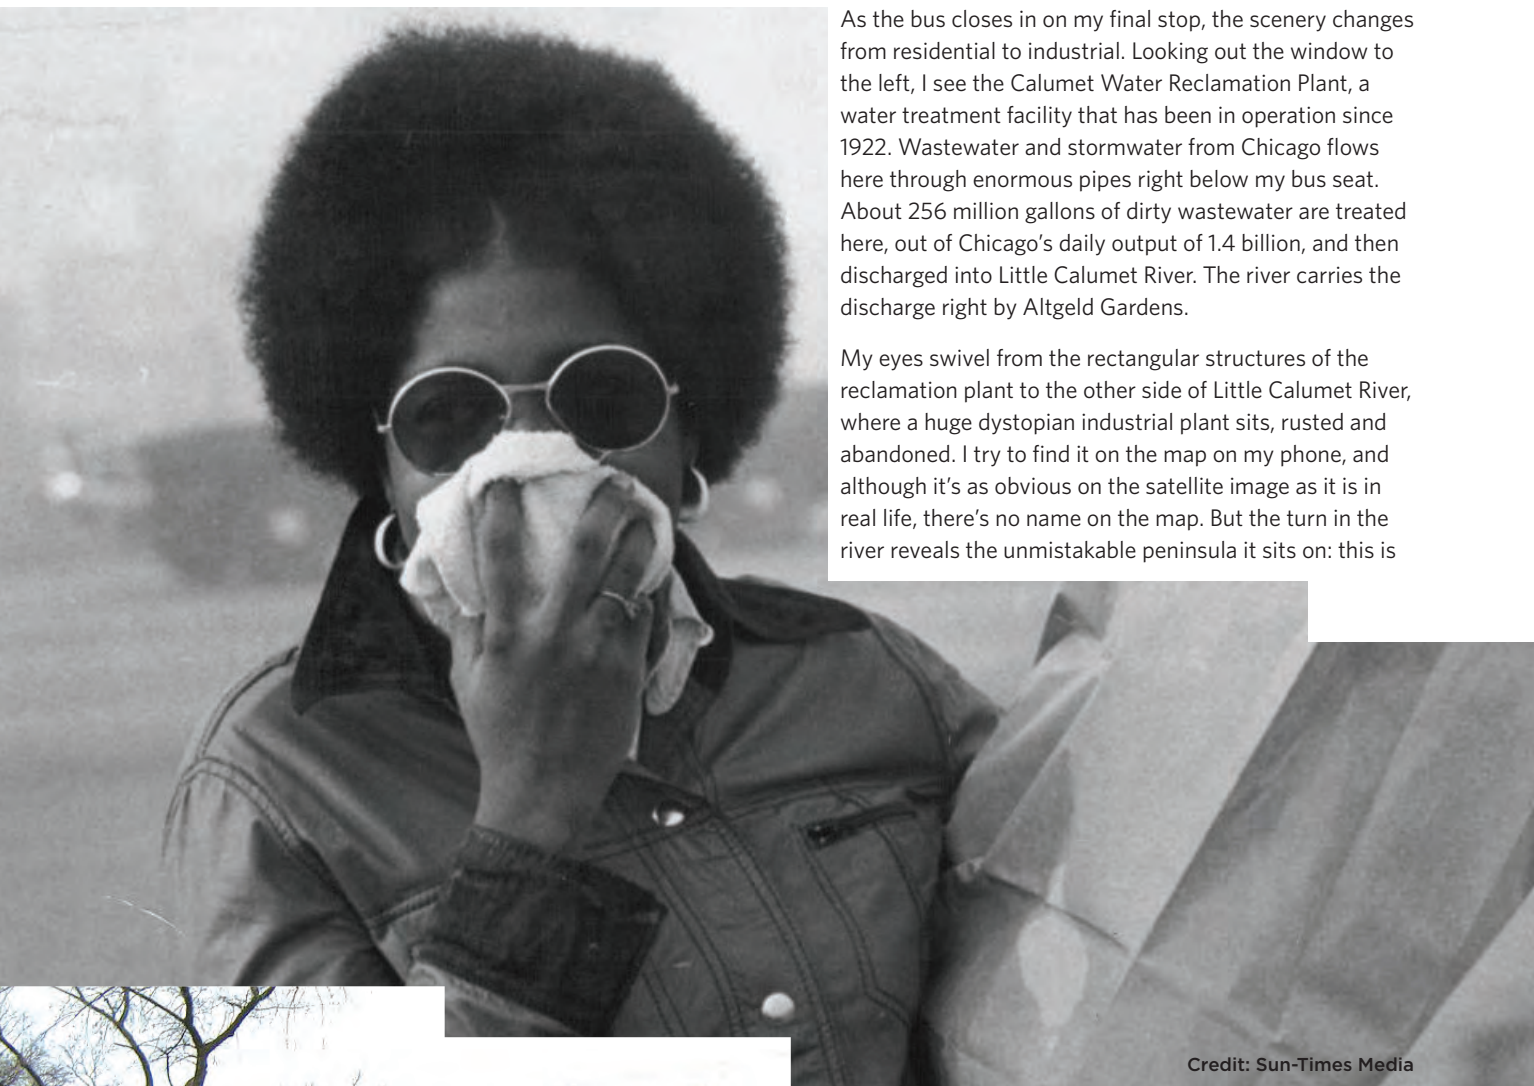 As the bus closes in on my final stop, the scenery changes
from residential to industrial. Looking out the window to
the left, I see the Calumet Water Reclamation Plant, a
water treatment facility that has been in operation since
1922. Wastewater and stormwater from Chicago flows
here through enormous pipes right below my bus seat.
About 256 million gallons of dirty wastewater are treated
here, out of Chicago’s daily output of 1.4 billion, and then
discharged into Little Calumet River. The river carries the
discharge right by Altgeld Gardens.
My eyes swivel from the rectangular structures of the
reclamation plant to the other side of Little Calumet River,
where a huge dystopian industrial plant sits, rusted and
abandoned. I try to find it on the map on my phone, and
although it’s as obvious on the satellite image as it is in
real life, there’s no name on the map. But the turn in the
river reveals the unmistakable peninsula it sits on: this is
Credit: Sun-Times Media